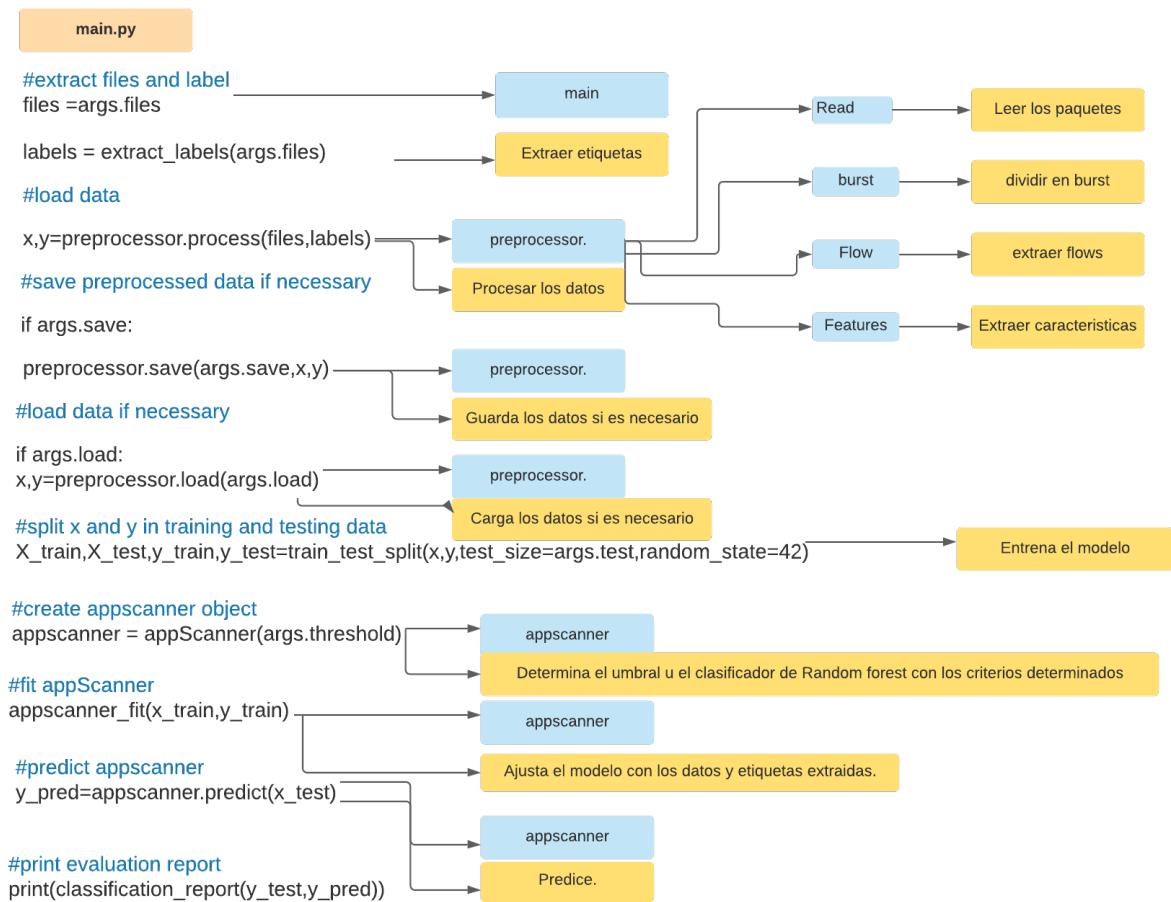 main.py
#extract files and label
files =args.files
main
labels = extract_labels(args.files)
Extraer etiquetas
#load data
x,y=preprocessor.process(files,labels)
preprocessor.
Procesar los datos
Read
Leer los paquetes
burst
dividir en burst
Flow
extraer flows
Features
Extraer caracteristicas
#save preprocessed data if necessary
if args.save:
preprocessor.save(args.save,x,y)
preprocessor.
Guarda los datos si es necesario
#load data if necessary
if args.load:
x,y=preprocessor.load(args.load)
preprocessor.
Carga los datos si es necesario
#split x and y in training and testing data
X_train,X_test,y_train,y_test=train_test_split(x,y,test_size=args.test,random_state=42)
Entrena el modelo
#create appscanner object
appscanner = appScanner(args.threshold)
appscanner
Determina el umbral u el clasificador de Random forest con los criterios determinados
#fit appScanner
appscanner_fit(x_train,y_train)
appscanner
Ajusta el modelo con los datos y etiquetas extraidas.
#predict appscanner
y_pred=appscanner.predict(x_test)
appscanner
Predice.
#print evaluation report
print(classification_report(y_test,y_pred))